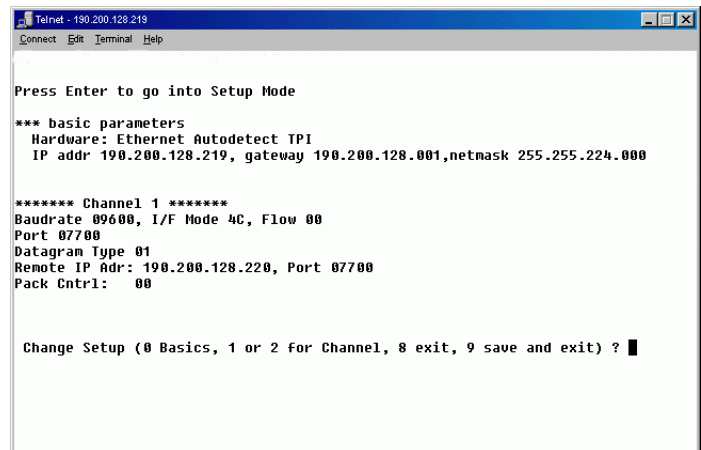 Telnet - 190.200.128.219
Connect Edit Terminal Help
Press Enter to go into Setup Mode
*** basic parameters
Hardware: Ethernet Autodetect TPI
IP addr 190.200.128.219, gateway 190.200.128.001,netmask 255.255.224.000
******* Channel 1 *******
Baudrate 09600, I/F Mode 4C, Flow 00
Port 07700
Datagram Type 01
Remote IP Adr: 190.200.128.220, Port 07700
Pack Cntrl: 00
Change Setup (0 Basics, 1 or 2 for Channel, 8 exit, 9 save and exit) ?